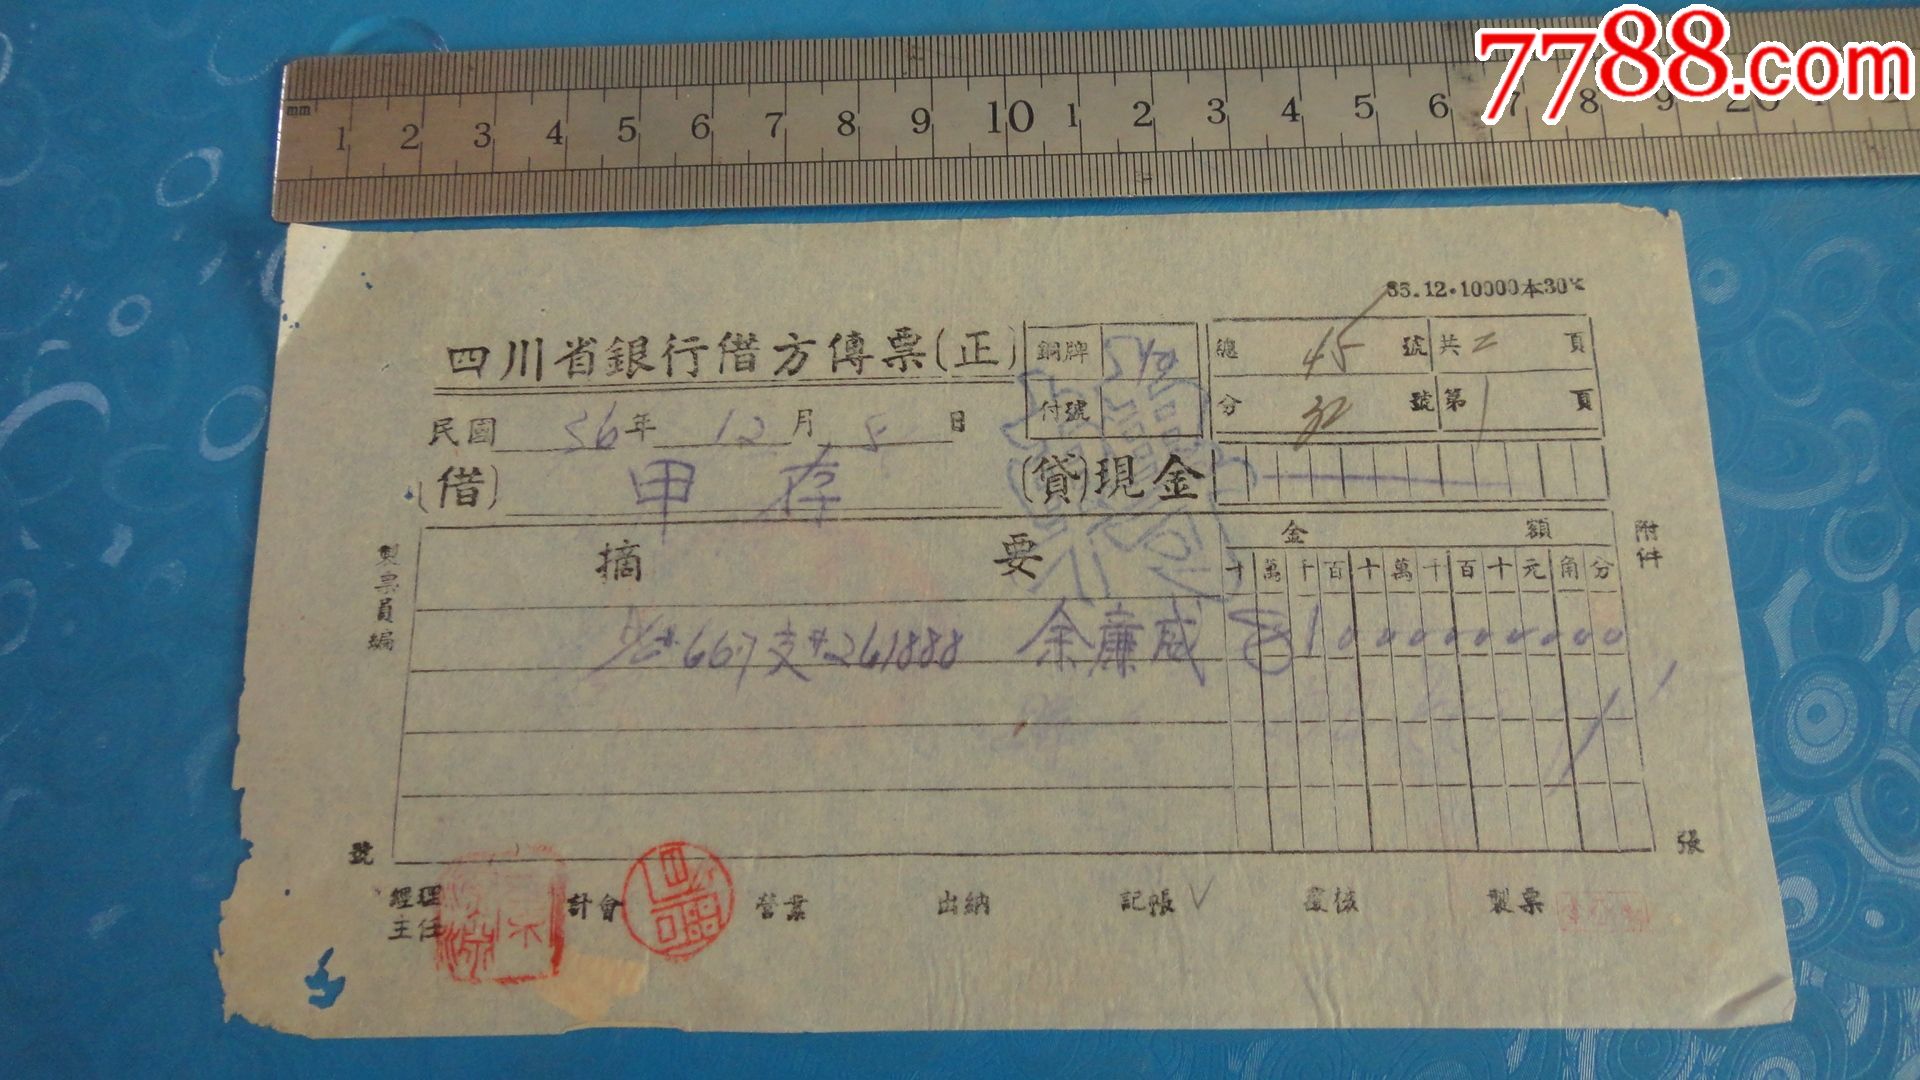 7788.com
mm 1 2 3 4 5 6 7 8 9 10 1 2 3 4 5 6 7 8 9 20 1
12·10000本30
四川省銀行借方傳票(正)
銅牌 540
付號
總 45 號 共 2 頁
分 32 號 第 1 頁
民國 36 年 12 月 8 日
(借) 甲存 (貸)現金
摘要 金額
十萬千百十萬千百十元角分
667支#261888 余廉威 1000000000
製票員編 號
附件 張
經理
主任
計會 營業 出納 記帳 覆核 製票